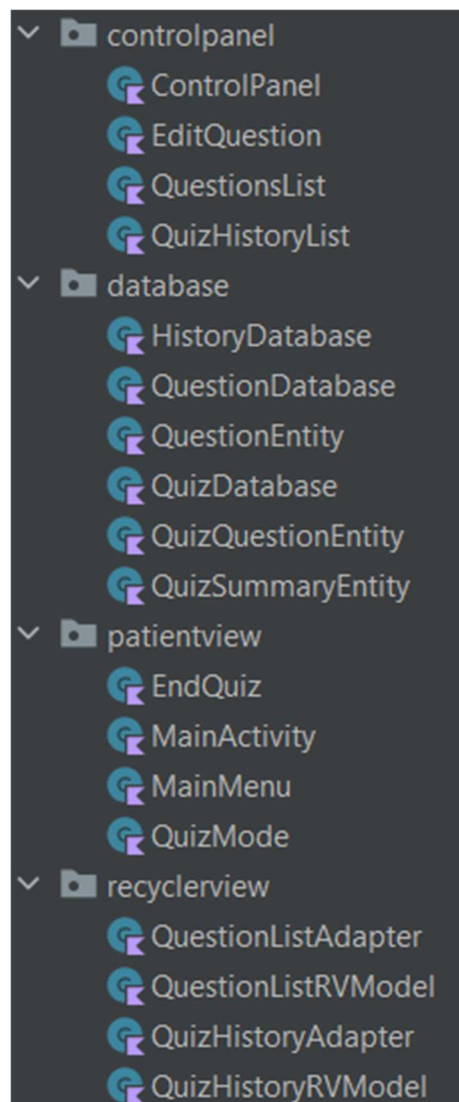 controlpanel
ControlPanel
EditQuestion
QuestionsList
QuizHistoryList
database
HistoryDatabase
QuestionDatabase
QuestionEntity
QuizDatabase
QuizQuestionEntity
QuizSummaryEntity
patientview
EndQuiz
MainActivity
MainMenu
QuizMode
recyclerview
QuestionListAdapter
QuestionListRVModel
QuizHistoryAdapter
QuizHistoryRVModel